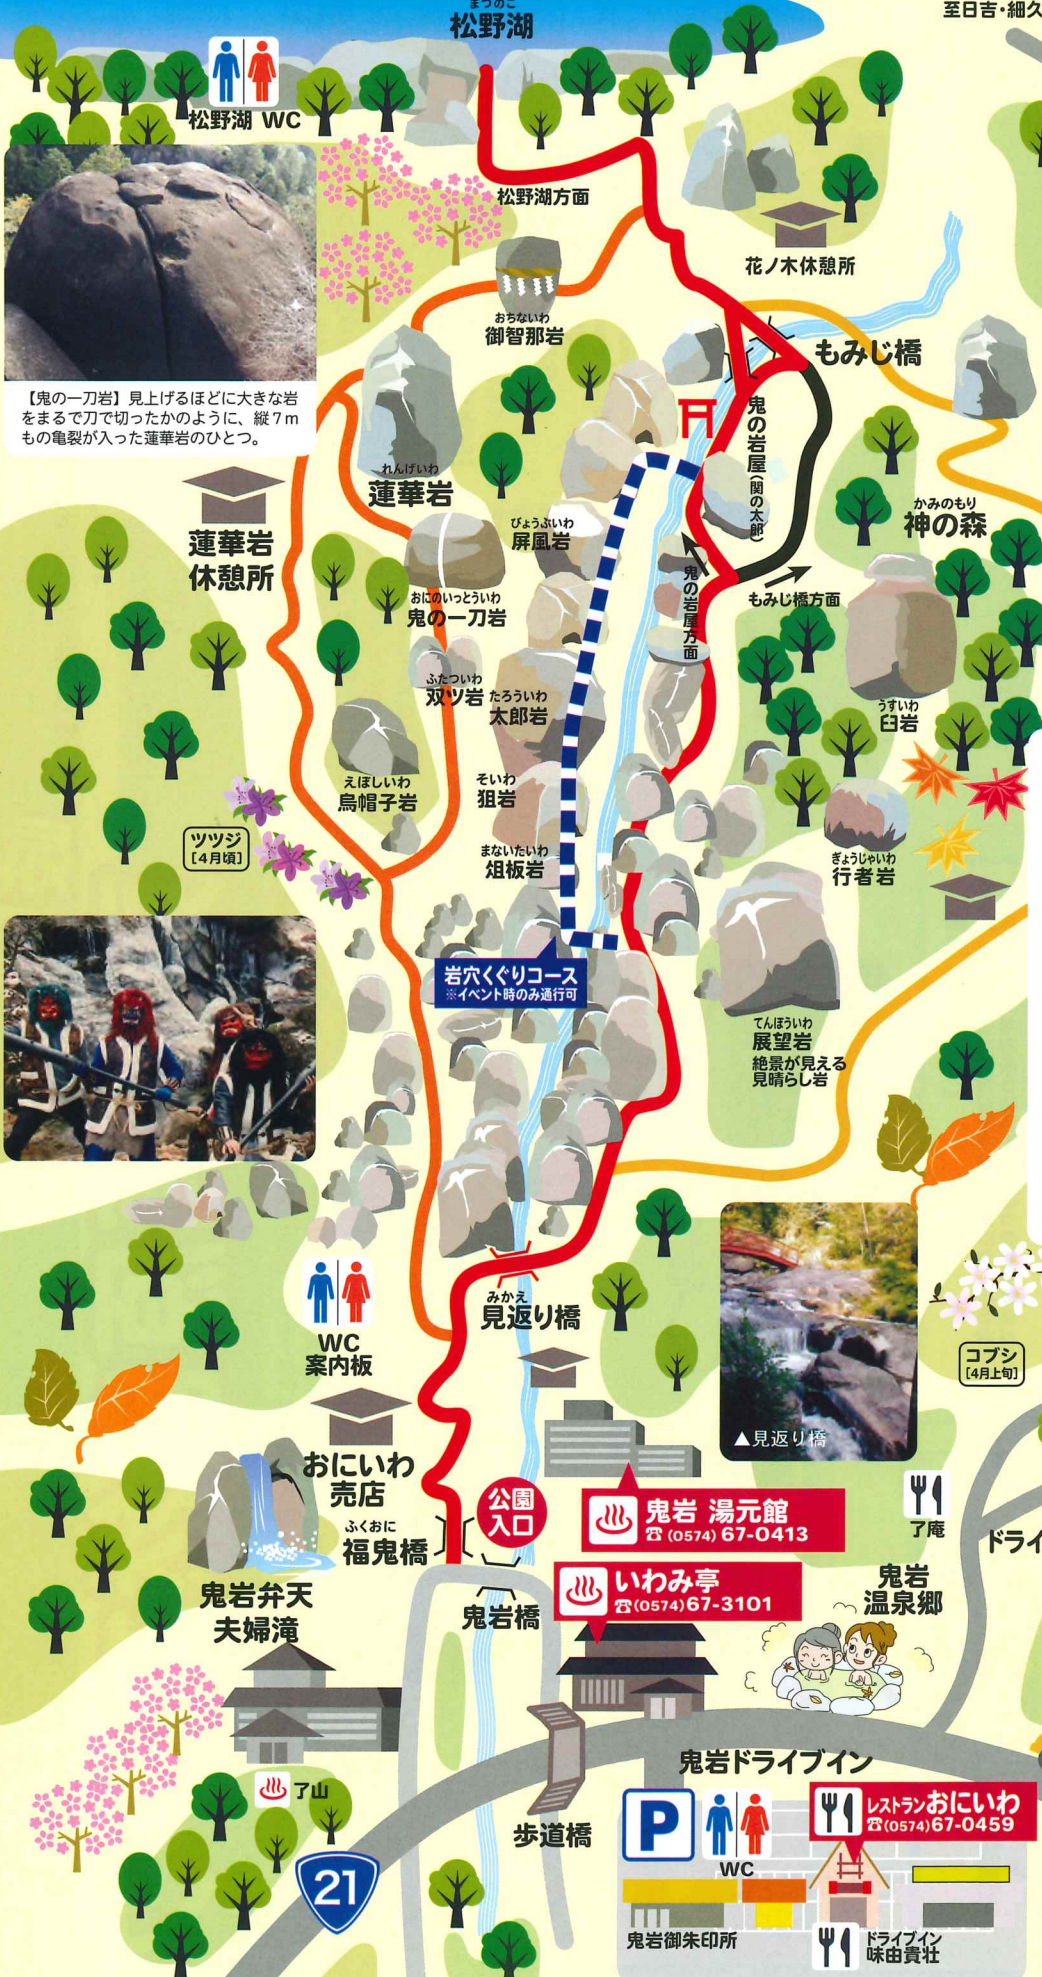 まつのこ
松野湖
至日吉・細久
松野湖 WC
松野湖方面
花ノ木休憩所
おちないわ
御智那岩
もみじ橋
【鬼の一刀岩】見上げるほどに大きな岩
をまるで刀で切ったかのように、縦7m
もの亀裂が入った蓮華岩のひとつ。
鬼の岩屋(関の太郎)
れんげいわ
蓮華岩
蓮華岩
休憩所
びょうぶいわ
屏風岩
かみのもり
神の森
おにのいっとういわ
鬼の一刀岩
鬼の岩屋方面
もみじ橋方面
ふたついわ
双ツ岩
たろういわ
太郎岩
うすいわ
臼岩
えぼしいわ
烏帽子岩
そいわ
狙岩
ツツジ
[4月頃]
まないたいわ
俎板岩
ぎょうじゃいわ
行者岩
岩穴くぐりコース
※イベント時のみ通行可
てんぼういわ
展望岩
絶景が見える
見晴らし岩
みかえ
見返り橋
WC
案内板
コブシ
[4月上旬]
▲見返り橋
おにいわ
売店
公園
入口
鬼岩 湯元館
☎(0574)67-0413
了庵
ドライ
ふくおに
福鬼橋
いわみ亭
☎(0574)67-3101
鬼岩
温泉郷
鬼岩弁天
夫婦滝
鬼岩橋
鬼岩ドライブイン
了山
歩道橋
P
WC
レストランおにいわ
☎(0574)67-0459
21
鬼岩御朱印所
ドライブイン
味由貴壮